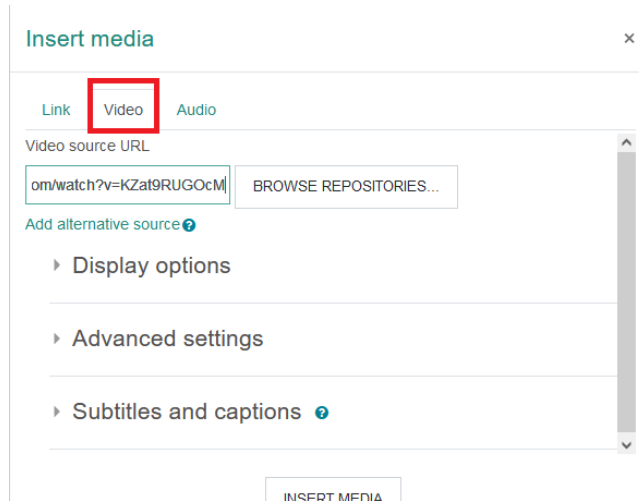 Insert media
×
Link Video Audio
Video source URL
om/watch?v=KZat9RUGOcM BROWSE REPOSITORIES...
Add alternative source
Display options
Advanced settings
Subtitles and captions
INSERT MEDIA